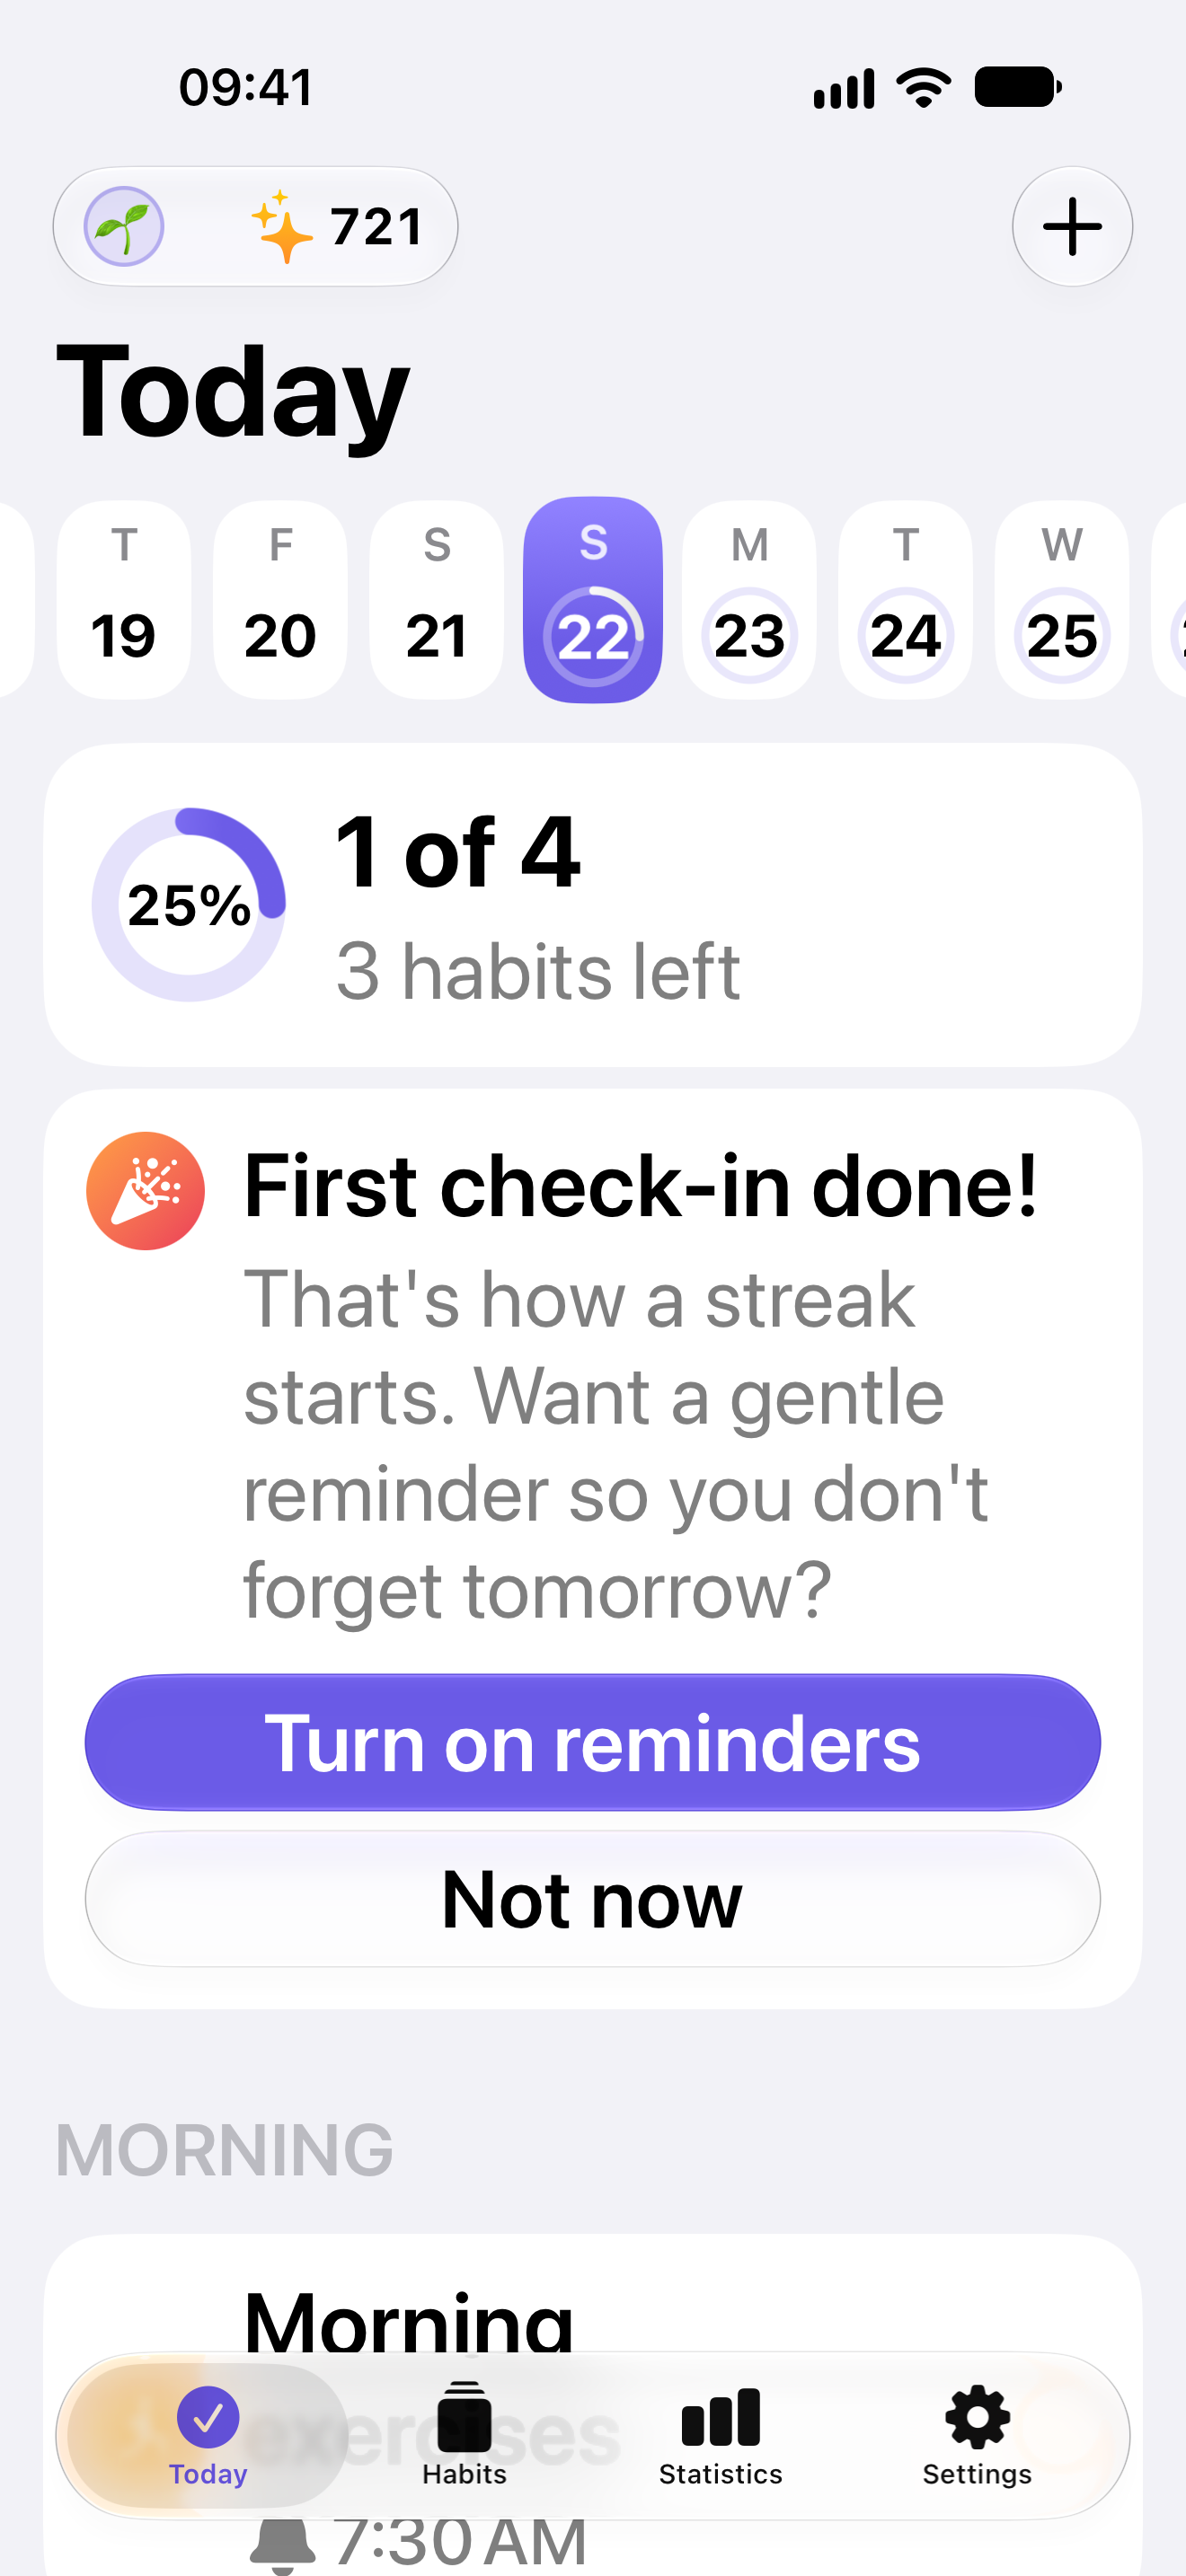 09:41
721
Today
T F S S M T W
19 20 21 22 23 24 25
25%
1 of 4
3 habits left
First check-in done!
That's how a streak
starts. Want a gentle
reminder so you don't
forget tomorrow?
Turn on reminders
Not now
MORNING
Morning
exercises
Today Habits Statistics Settings
7:30 AM